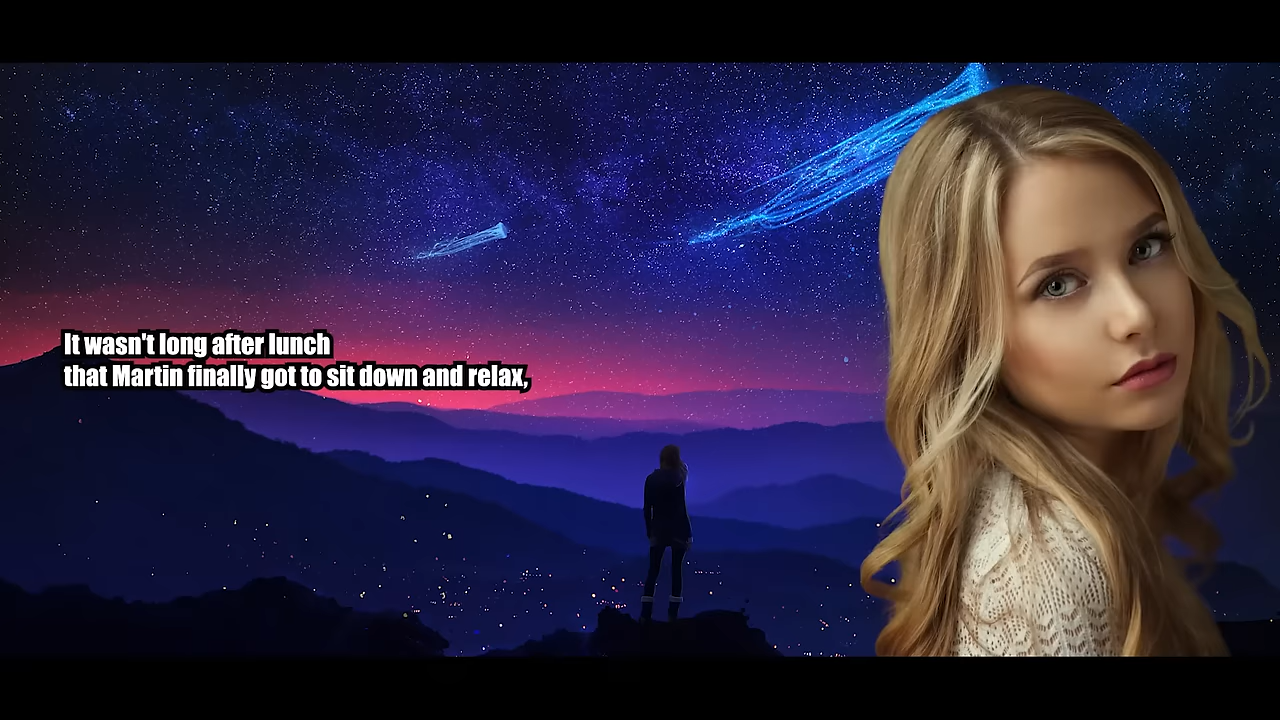 It wasn't long after lunch
that Martin finally got to sit down and relax,